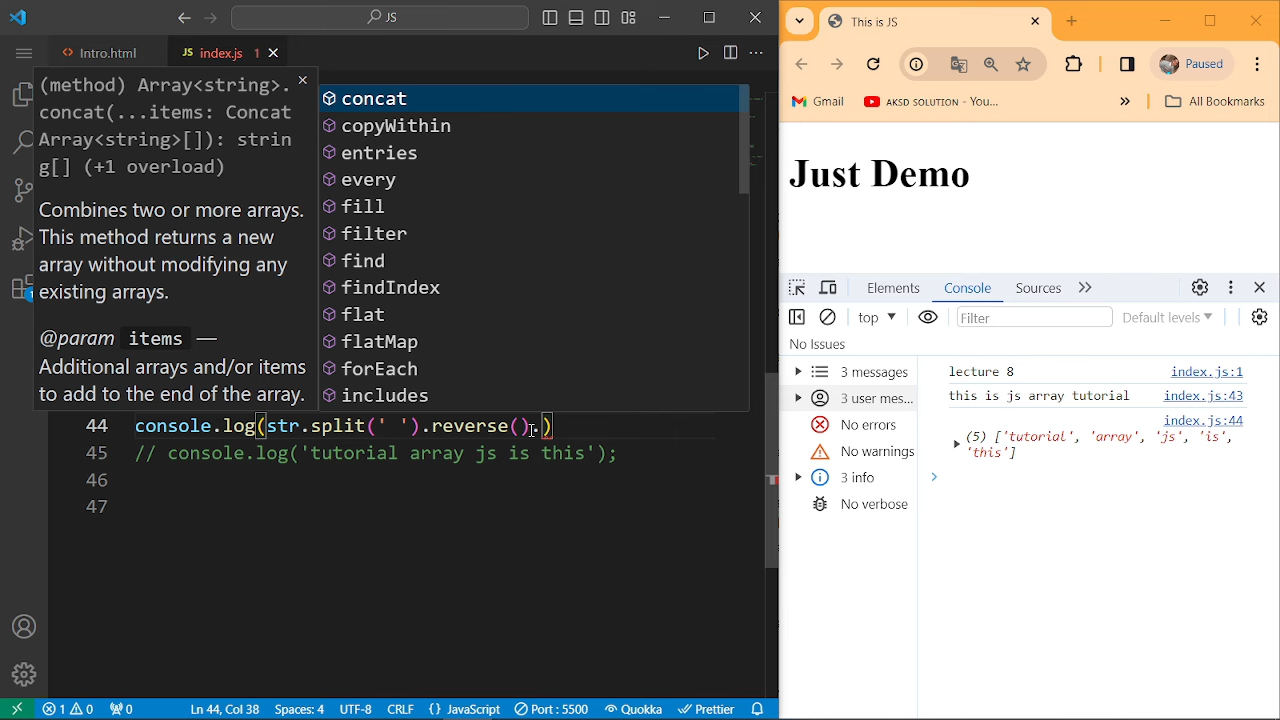 JS
Intro.html
JS index.js 1
(method) Array<string>.
concat(...items: Concat
Array<string>[]): strin
g[] (+1 overload)
Combines two or more arrays.
This method returns a new
array without modifying any
existing arrays.
@param items —
Additional arrays and/or items
to add to the end of the array.
concat
copyWithin
entries
every
fill
filter
find
findIndex
flat
flatMap
forEach
includes
44 console.log(str.split(' ').reverse().)
45 // console.log('tutorial array js is this');
46
47
1 0 0 Ln 44, Col 38 Spaces: 4 UTF-8 CRLF {} JavaScript Port : 5500 Quokka Prettier
This is JS
Paused
Gmail AKSD SOLUTION - You... » All Bookmarks
Just Demo
Elements Console Sources »
top Filter Default levels
No Issues
3 messages
3 user mes...
No errors
No warnings
3 info
No verbose
lecture 8 index.js:1
this is js array tutorial index.js:43
index.js:44
(5) ['tutorial', 'array', 'js', 'is',
'this']